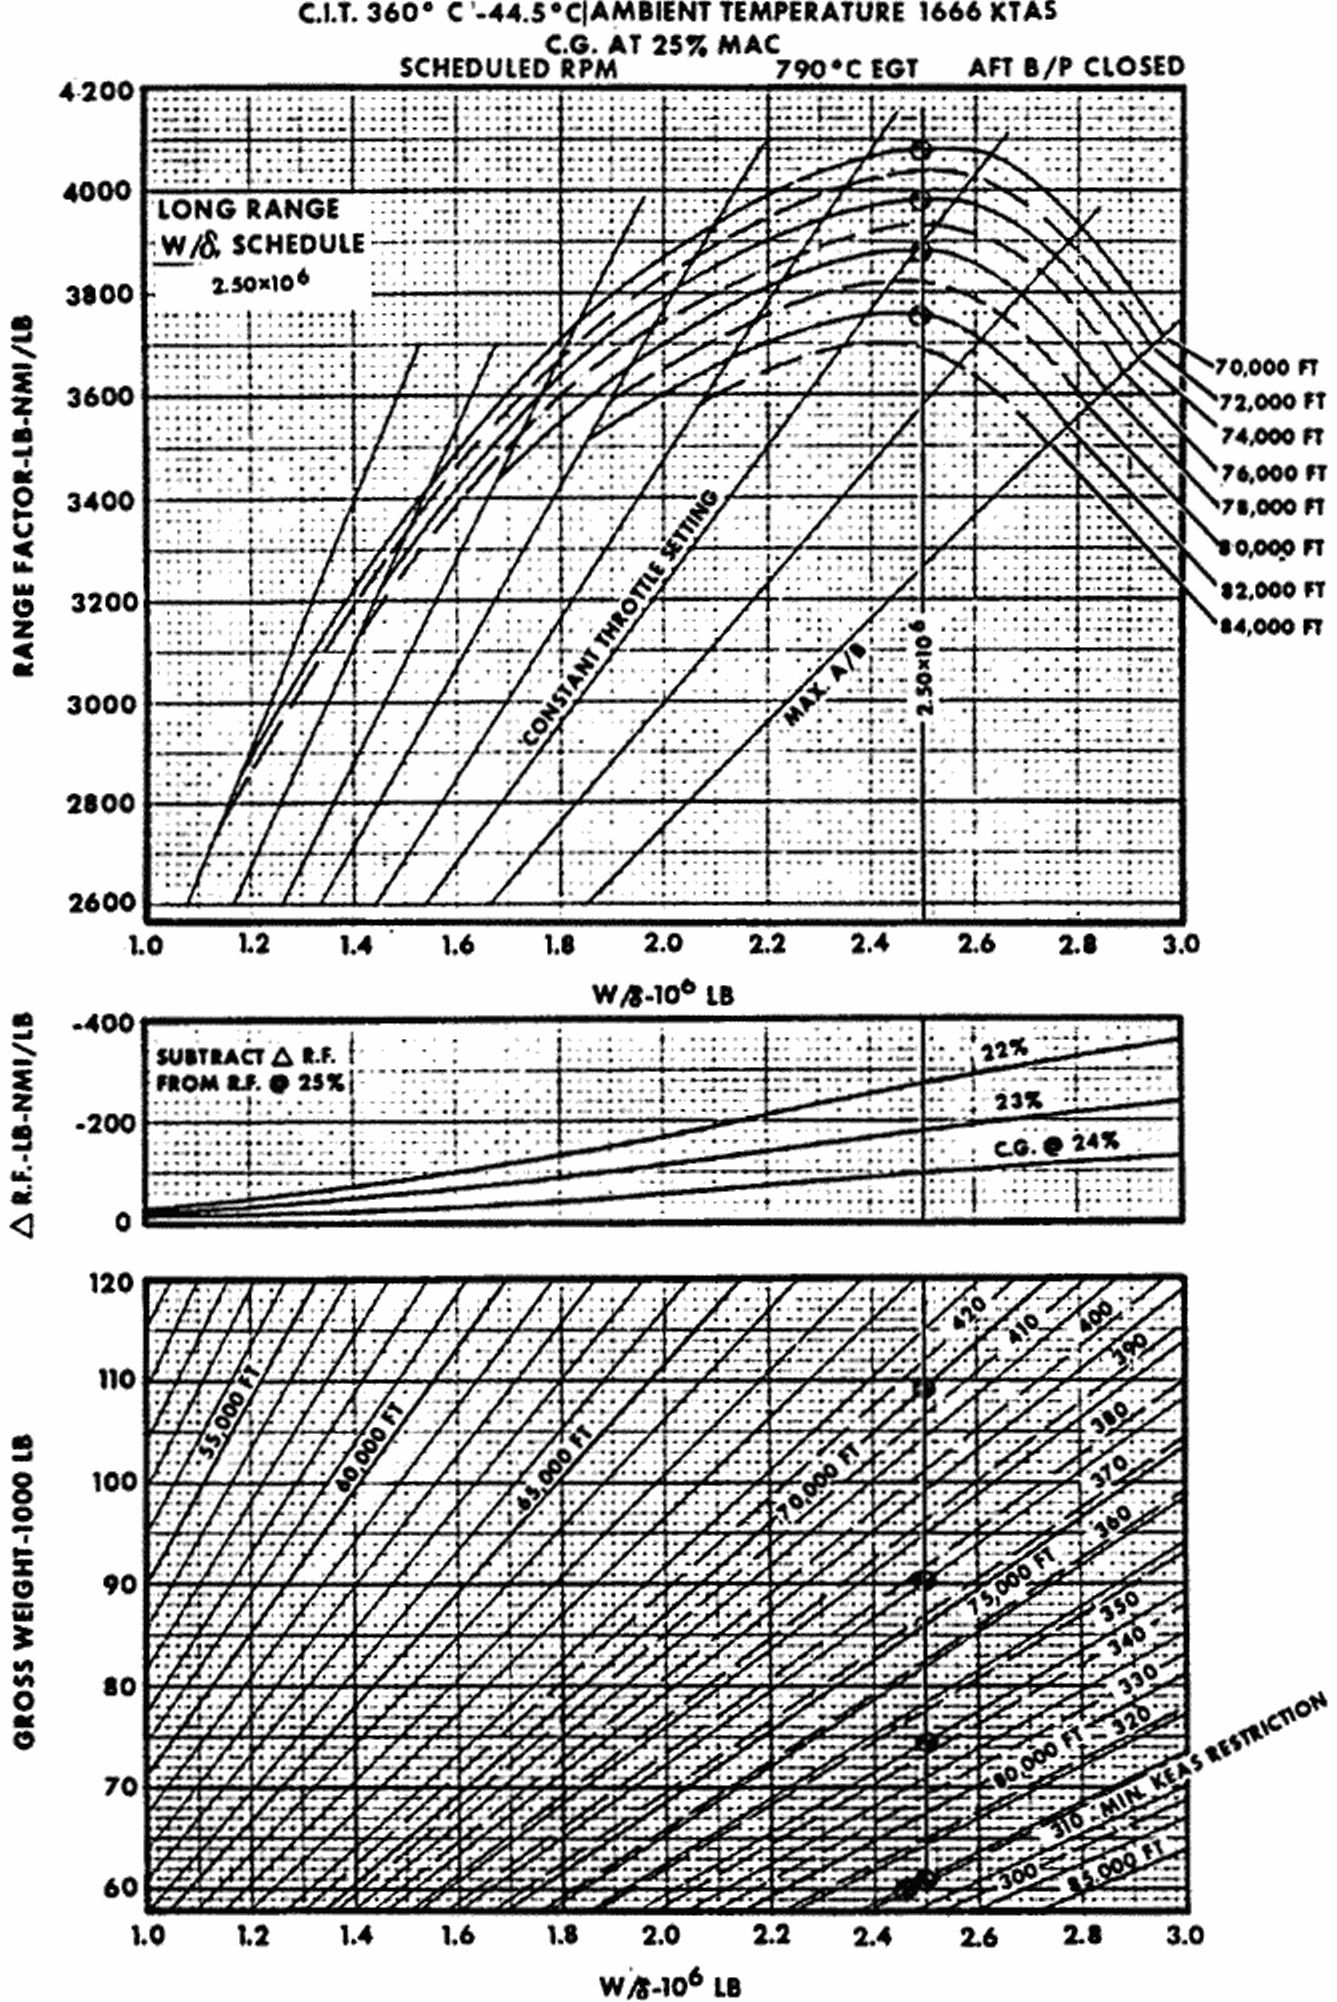 C.I.T. 360° C -44.5°C AMBIENT TEMPERATURE 1666 KTAS
C.G. AT 25% MAC
SCHEDULED RPM 790°C EGT AFT B/P CLOSED
4200
4000
3800
3600
3400
3200
3000
2800
2600
RANGE FACTOR-LB-NMI/LB
LONG RANGE
W/δ, SCHEDULE
2.50×10⁶
CONSTANT THROTTLE SETTING
MAX. A/B
2.50×10⁶
70,000 FT
72,000 FT
74,000 FT
76,000 FT
78,000 FT
80,000 FT
82,000 FT
84,000 FT
1.0 1.2 1.4 1.6 1.8 2.0 2.2 2.4 2.6 2.8 3.0
W/δ-10⁶ LB
-400
-200
0
△ R.F.-LB-NMI/LB
SUBTRACT △ R.F.
FROM R.F. @ 25%
22%
23%
C.G. @ 24%
120
110
100
90
80
70
60
GROSS WEIGHT-1000 LB
55,000 FT
60,000 FT
65,000 FT
70,000 FT
75,000 FT
80,000 FT
85,000 FT
420
410
400
390
380
370
360
350
340
330
320
310 MIN. KEAS RESTRICTION
300
1.0 1.2 1.4 1.6 1.8 2.0 2.2 2.4 2.6 2.8 3.0
W/δ-10⁶ LB